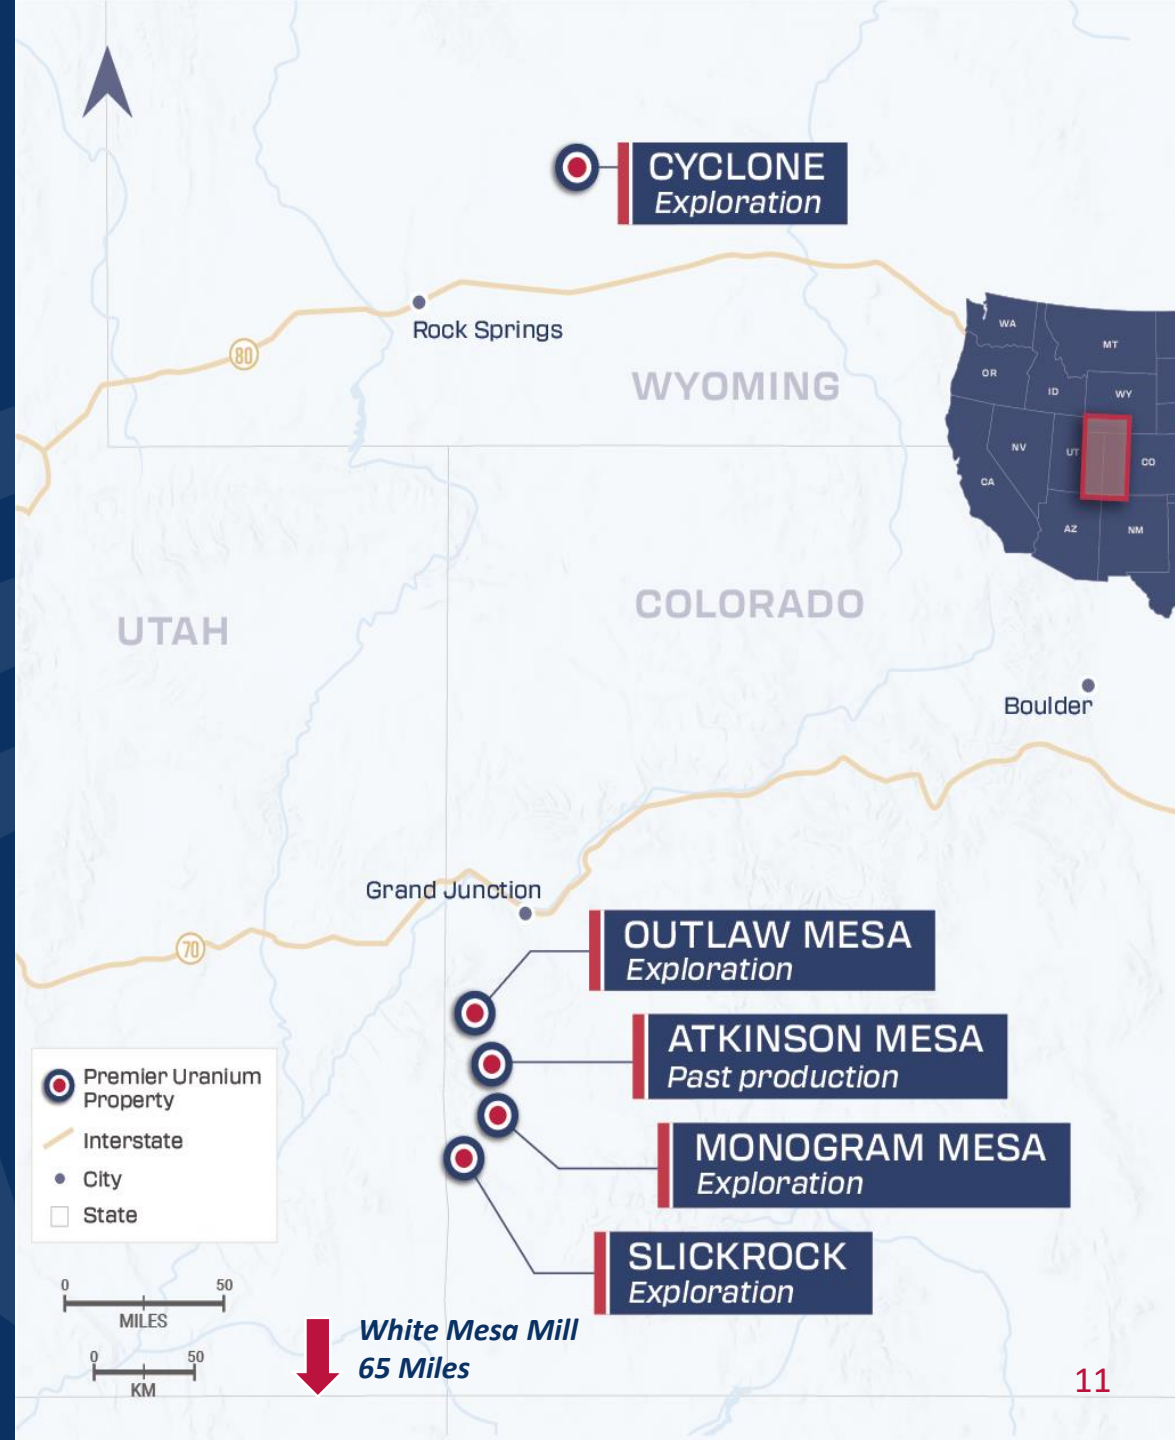 CYCLONE
Exploration
Rock Springs
80
WYOMING
WA
MT
OR
ID
WY
NV
UT
CO
CA
AZ
NM
UTAH
COLORADO
Boulder
Grand Junction
70
OUTLAW MESA
Exploration
ATKINSON MESA
Past production
MONOGRAM MESA
Exploration
SLICKROCK
Exploration
Premier Uranium
Property
Interstate
City
State
0 50
MILES
0 50
KM
White Mesa Mill
65 Miles
11